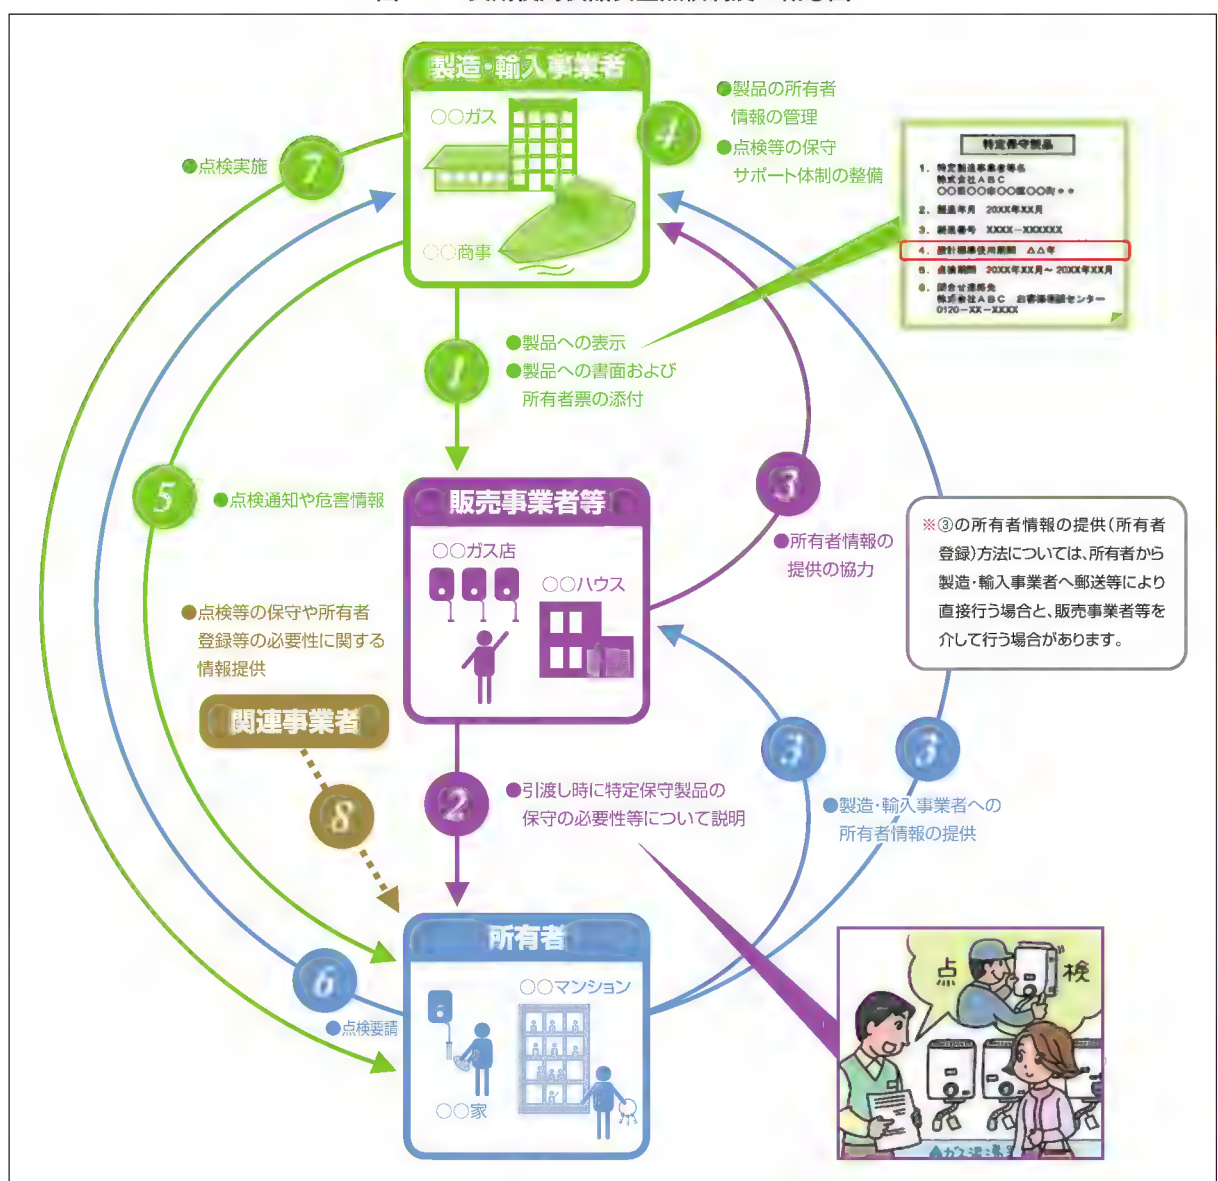 製造・輸入事業者
○○ガス
○○商事
⑦
●点検実施
④
●製品の所有者
情報の管理
●点検等の保守
サポート体制の整備
特定保守製品
1. 特定製造事業者等名
株式会社ABC
○○県○○市○○区○○町**
2. 製造年月 20XX年XX月
3. 製造番号 XXXX-XXXXXX
4. 設計標準使用期間 △△年
5. 点検期間 20XX年XX月～20XX年XX月
6. 問合せ連絡先
株式会社ABC お客様相談センター
0120-XX-XXXX
①
●製品への表示
●製品への書面および
所有者票の添付
⑤
●点検通知や危害情報
販売事業者等
○○ガス店
○○ハウス
③
●所有者情報の
提供の協力
※③の所有者情報の提供(所有者
登録)方法については、所有者から
製造・輸入事業者へ郵送等により
直接行う場合と、販売事業者等を
介して行う場合があります。
●点検等の保守や所有者
登録等の必要性に関する
情報提供
関連事業者
⑧
②
●引渡し時に特定保守製品の
保守の必要性等について説明
③
③
●製造・輸入事業者への
所有者情報の提供
所有者
○○マンション
○○家
⑥
●点検要請
点検